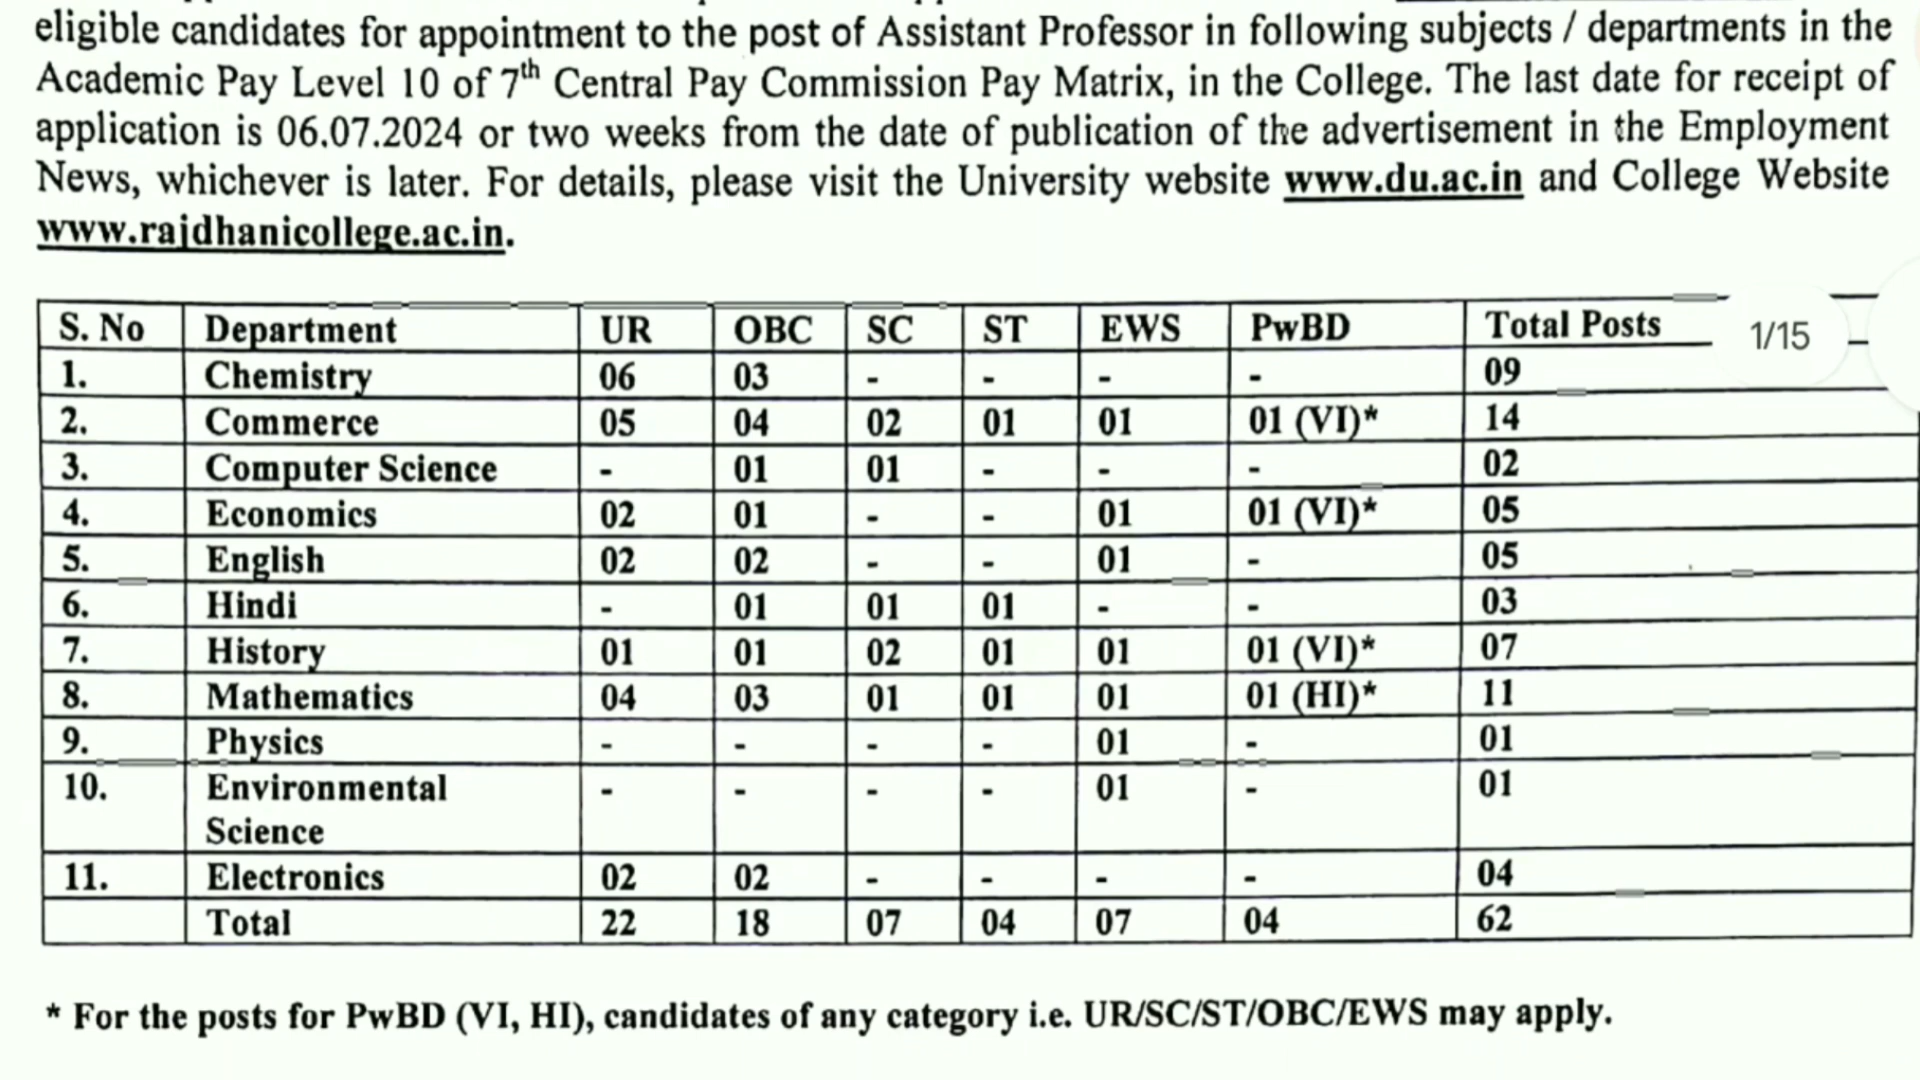 eligible candidates for appointment to the post of Assistant Professor in following subjects / departments in the
Academic Pay Level 10 of 7th Central Pay Commission Pay Matrix, in the College. The last date for receipt of
application is 06.07.2024 or two weeks from the date of publication of the advertisement in the Employment
News, whichever is later. For details, please visit the University website www.du.ac.in and College Website
www.rajdhanicollege.ac.in.
S. No Department UR OBC SC ST EWS PwBD Total Posts
1/15
1. Chemistry 06 03 - - - - 09
2. Commerce 05 04 02 01 01 01 (VI)* 14
3. Computer Science - 01 01 - - - 02
4. Economics 02 01 - - 01 01 (VI)* 05
5. English 02 02 - - 01 - 05
6. Hindi - 01 01 01 - - 03
7. History 01 01 02 01 01 01 (VI)* 07
8. Mathematics 04 03 01 01 01 01 (HI)* 11
9. Physics - - - - 01 - 01
10. Environmental - - - - 01 - 01
Science
11. Electronics 02 02 - - - - 04
Total 22 18 07 04 07 04 62
* For the posts for PwBD (VI, HI), candidates of any category i.e. UR/SC/ST/OBC/EWS may apply.